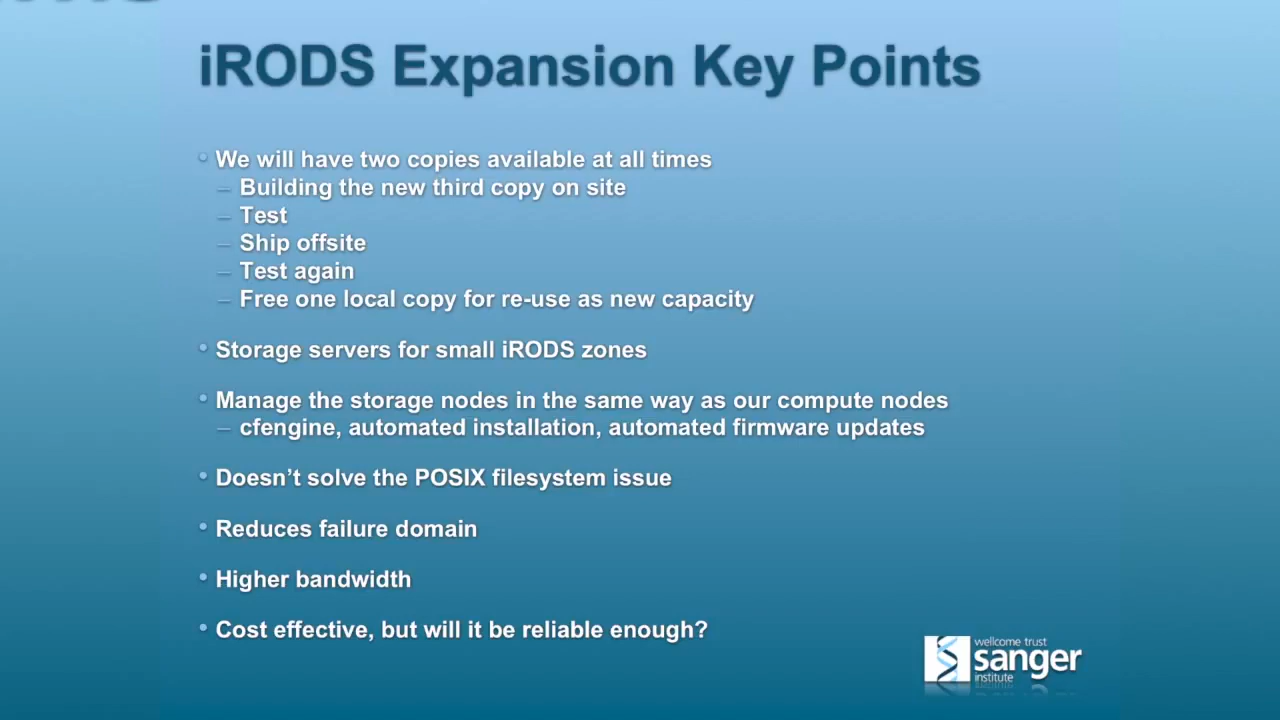 iRODS Expansion Key Points
• We will have two copies available at all times
– Building the new third copy on site
– Test
– Ship offsite
– Test again
– Free one local copy for re-use as new capacity
• Storage servers for small iRODS zones
• Manage the storage nodes in the same way as our compute nodes
– cfengine, automated installation, automated firmware updates
• Doesn’t solve the POSIX filesystem issue
• Reduces failure domain
• Higher bandwidth
• Cost effective, but will it be reliable enough?
wellcome trust
sanger
institute